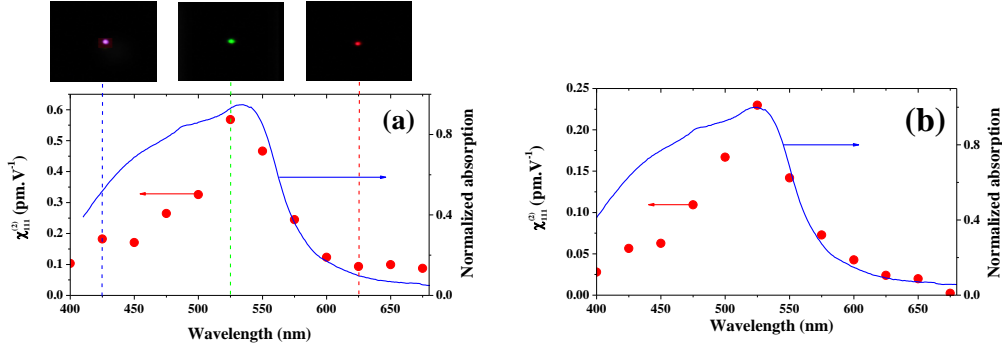 (a)
0.6
0.5
0.4
0.3
0.2
0.1
0.0
χ₁₁₁⁽²⁾ (pm.V⁻¹)
0.8
0.4
0.0
Normalized absorption
400 450 500 550 600 650
Wavelength (nm)
(b)
0.25
0.20
0.15
0.10
0.05
0.00
χ₁₁₁⁽²⁾ (pm.V⁻¹)
0.8
0.4
0.0
Normalized absorption
400 450 500 550 600 650
Wavelength (nm)